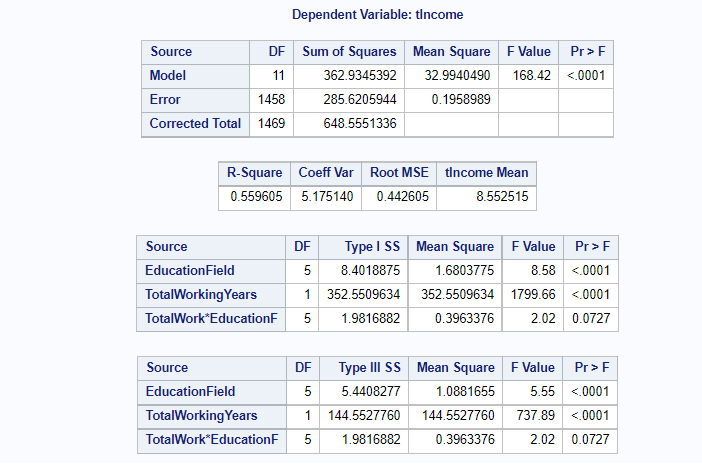 Dependent Variable: tIncome
Source DF Sum of Squares Mean Square F Value Pr > F
Model 11 362.9345392 32.9940490 168.42 <.0001
Error 1458 285.6205944 0.1958989
Corrected Total 1469 648.5551336
R-Square Coeff Var Root MSE tIncome Mean
0.559605 5.175140 0.442605 8.552515
Source DF Type I SS Mean Square F Value Pr > F
EducationField 5 8.4018875 1.6803775 8.58 <.0001
TotalWorkingYears 1 352.5509634 352.5509634 1799.66 <.0001
TotalWork*EducationF 5 1.9816882 0.3963376 2.02 0.0727
Source DF Type III SS Mean Square F Value Pr > F
EducationField 5 5.4408277 1.0881655 5.55 <.0001
TotalWorkingYears 1 144.5527760 144.5527760 737.89 <.0001
TotalWork*EducationF 5 1.9816882 0.3963376 2.02 0.0727